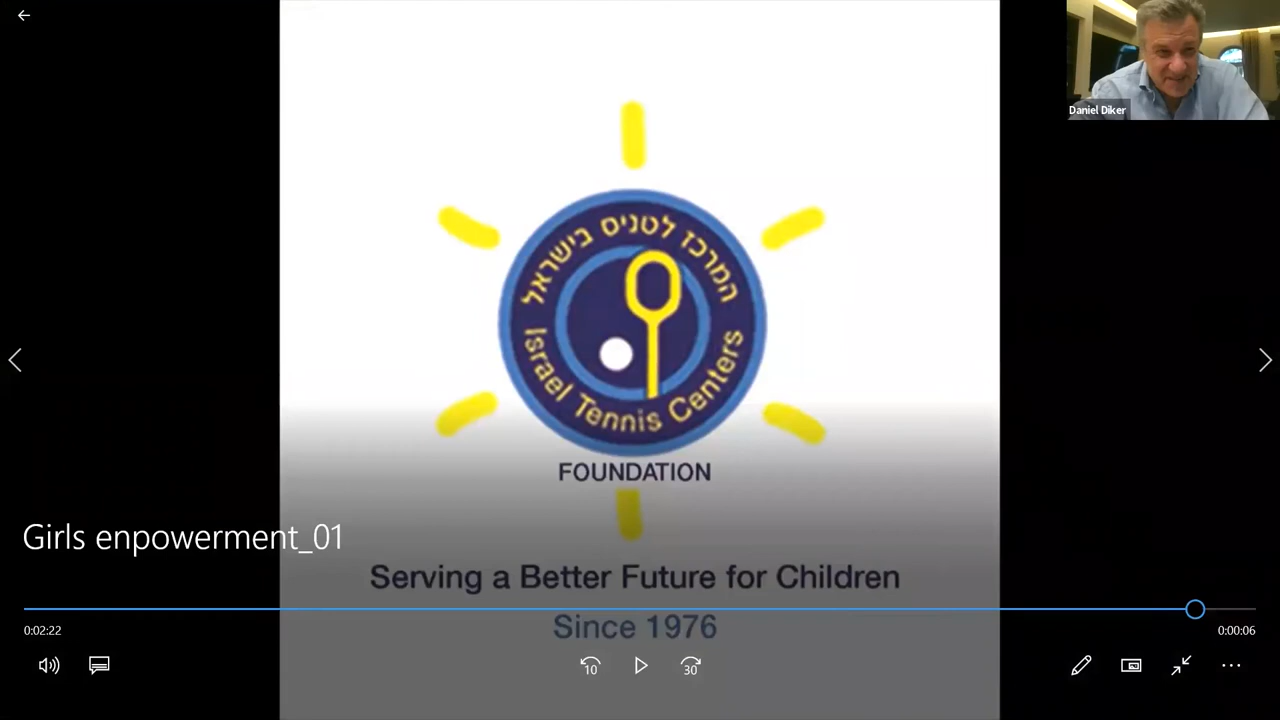 Daniel Diker
המרכז לטניס בישראל
Israel Tennis Centers
FOUNDATION
Girls enpowerment_01
Serving a Better Future for Children
Since 1976
0:02:22
0:00:06
10
30